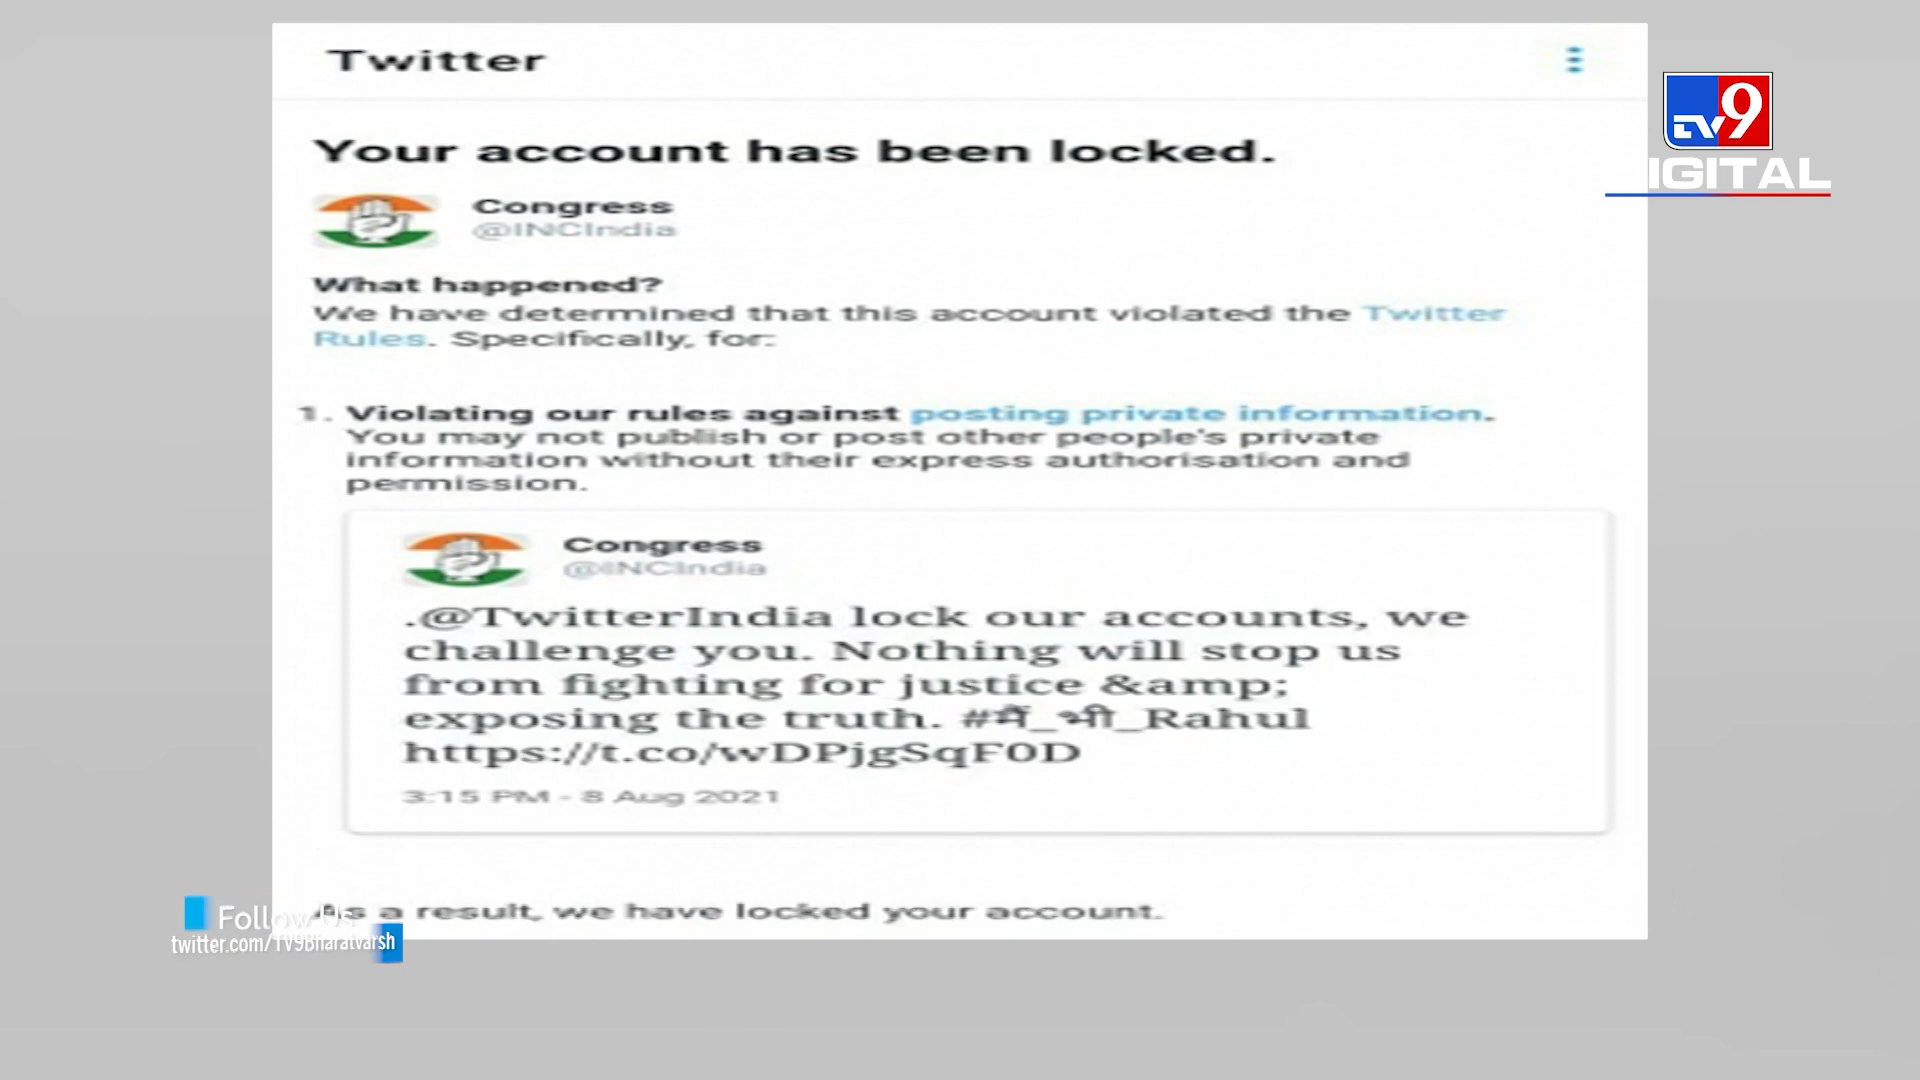 Twitter
TV9
IGITAL
Your account has been locked.
Congress
@INCIndia
What happened?
We have determined that this account violated the Twitter
Rules. Specifically, for:
1. Violating our rules against posting private information.
You may not publish or post other people's private
information without their express authorisation and
permission.
Congress
@INCIndia
.@TwitterIndia lock our accounts, we
challenge you. Nothing will stop us
from fighting for justice &amp;
exposing the truth. #मैं_भी_Rahul
https://t.co/wDPjgSqF0D
3:15 PM - 8 Aug 2021
As a result, we have locked your account.
Follow Us
twitter.com/TV9Bharatvarsh